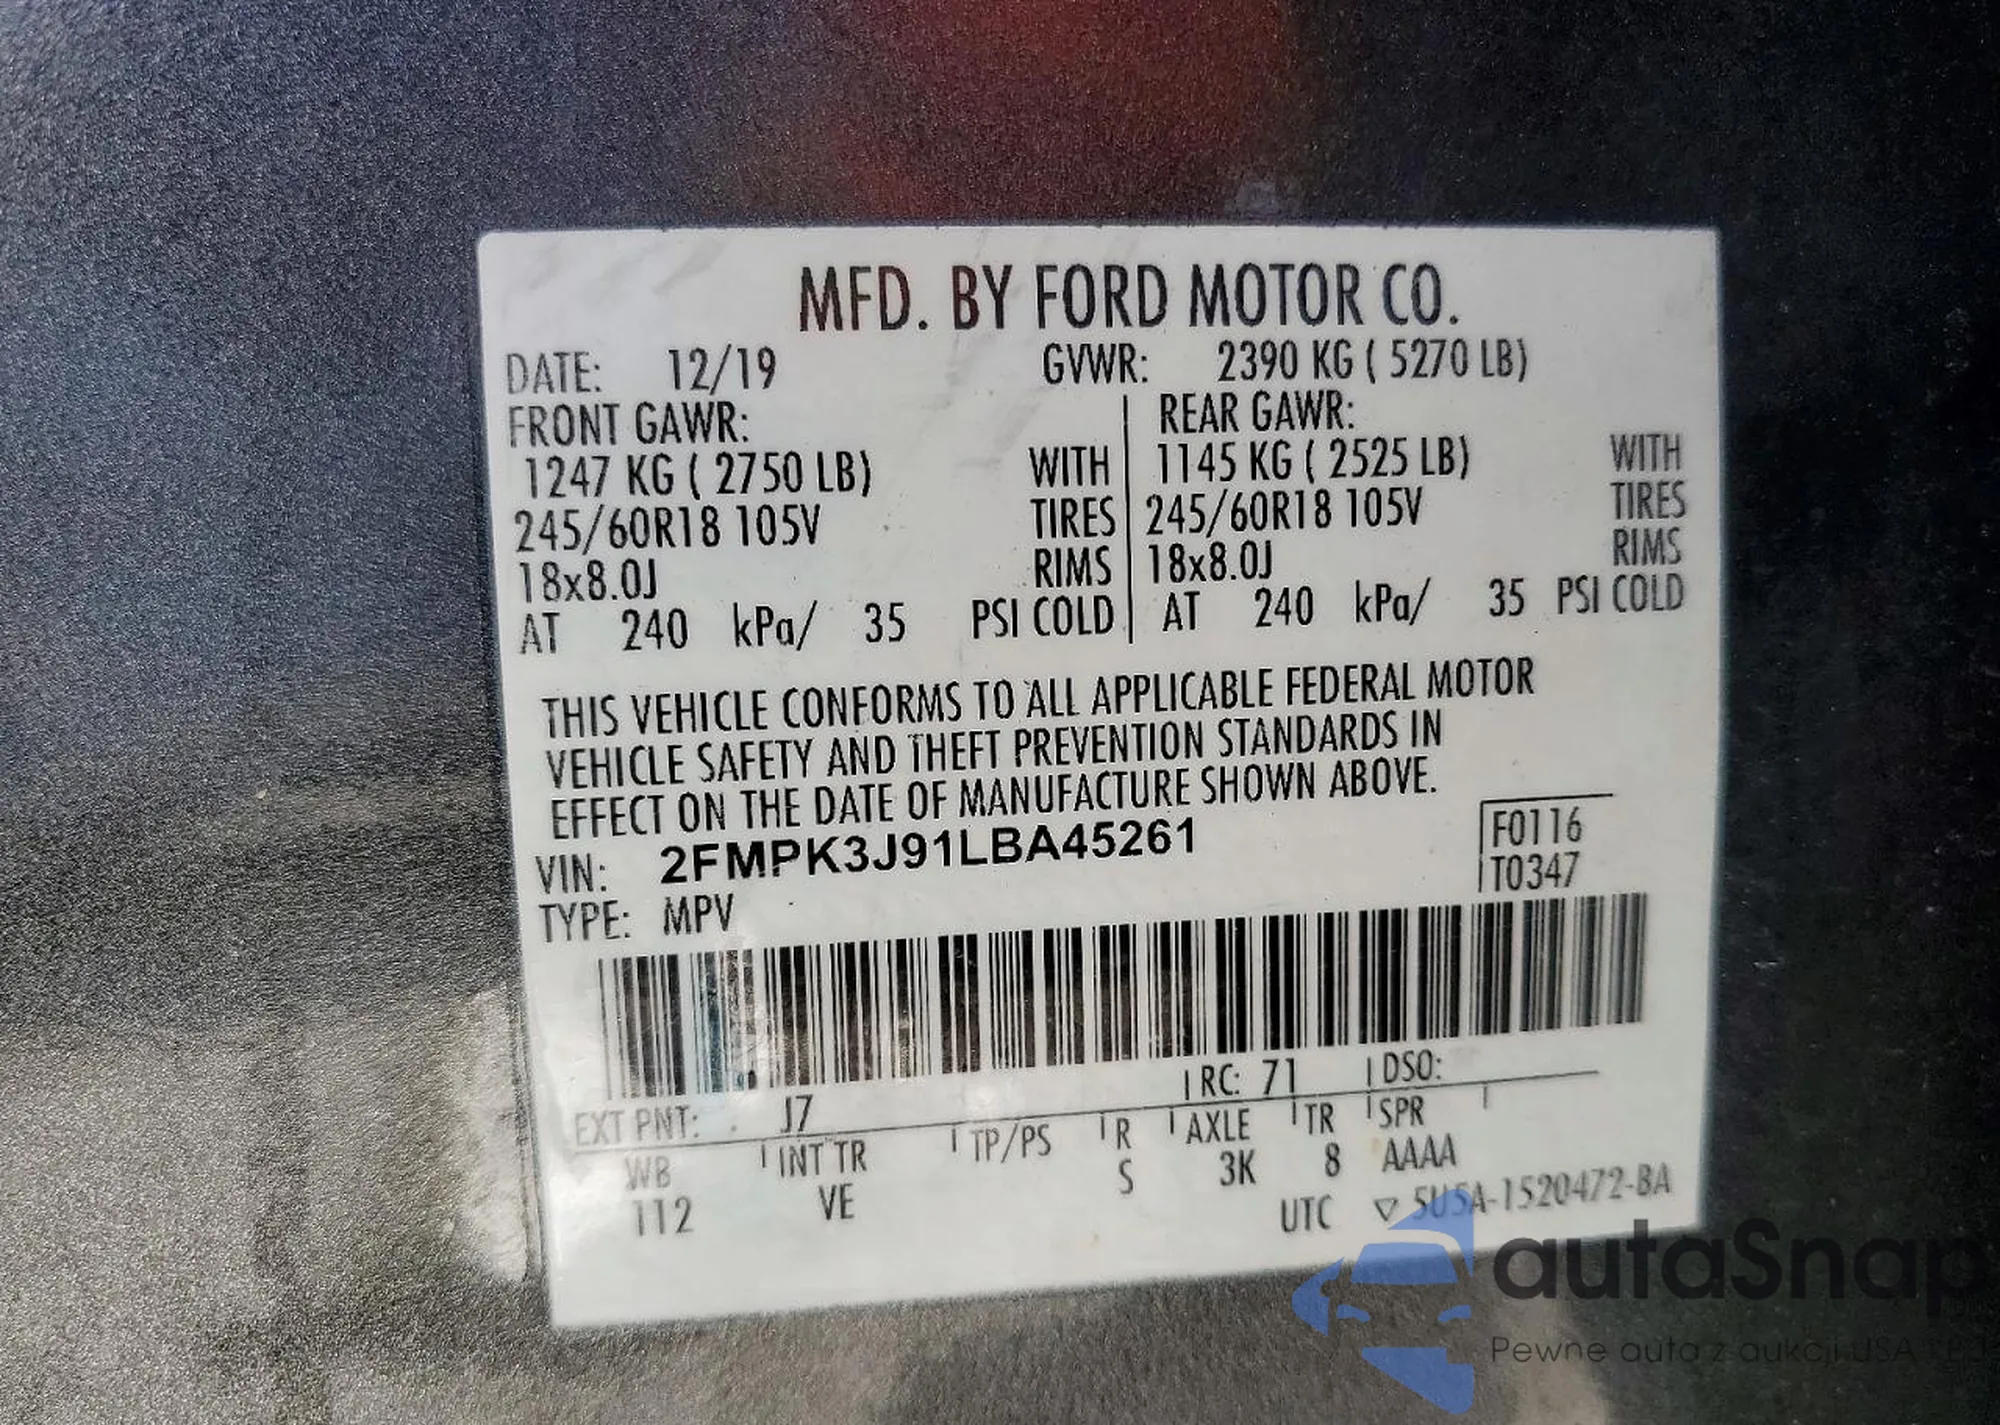 MFD. BY FORD MOTOR CO.
DATE: 12/19 GVWR: 2390 KG ( 5270 LB)
FRONT GAWR: REAR GAWR:
1247 KG ( 2750 LB) WITH 1145 KG ( 2525 LB) WITH
245/60R18 105V TIRES 245/60R18 105V TIRES
18x8.0J RIMS 18x8.0J RIMS
AT 240 kPa/ 35 PSI COLD AT 240 kPa/ 35 PSI COLD
THIS VEHICLE CONFORMS TO ALL APPLICABLE FEDERAL MOTOR
VEHICLE SAFETY AND THEFT PREVENTION STANDARDS IN
EFFECT ON THE DATE OF MANUFACTURE SHOWN ABOVE.
VIN: 2FMPK3J91LBA45261 F0116
TYPE: MPV T0347
EXT PNT: J7 RC: 71 DSO:
WB INT TR TP/PS R AXLE TR SPR
112 VE S 3K 8 AAAA
UTC ▽ 5U5A-1520472-BA
autaSnap
Pewne auta z aukcji USA